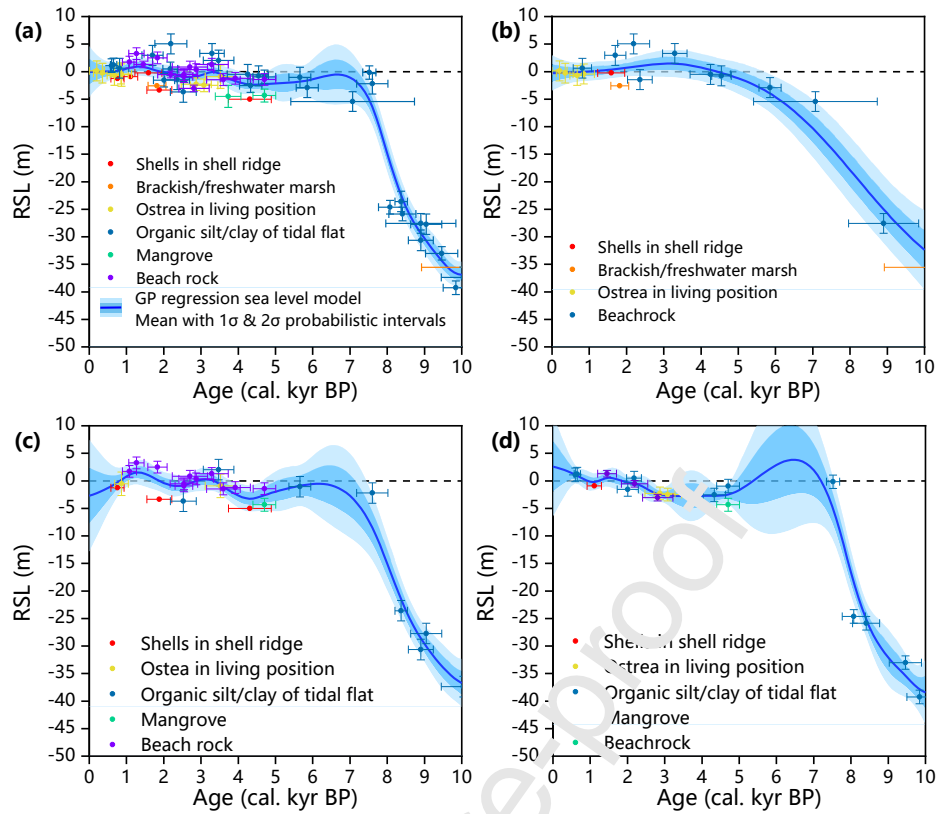 (a)
10
5
0
-5
-10
-15
-20
-25
-30
-35
-40
-45
-50
RSL (m)
Shells in shell ridge
Brackish/freshwater marsh
Ostrea in living position
Organic silt/clay of tidal flat
Mangrove
Beach rock
GP regression sea level model
Mean with 1σ & 2σ probabilistic intervals
0 1 2 3 4 5 6 7 8 9 10
Age (cal. kyr BP)
(b)
10
5
0
-5
-10
-15
-20
-25
-30
-35
-40
-45
-50
RSL (m)
Shells in shell ridge
Brackish/freshwater marsh
Ostrea in living position
Beachrock
0 1 2 3 4 5 6 7 8 9 10
Age (cal. kyr BP)
(c)
10
5
0
-5
-10
-15
-20
-25
-30
-35
-40
-45
-50
RSL (m)
Shells in shell ridge
Ostea in living position
Organic silt/clay of tidal flat
Mangrove
Beach rock
0 1 2 3 4 5 6 7 8 9 10
Age (cal. kyr BP)
(d)
10
5
0
-5
-10
-15
-20
-25
-30
-35
-40
-45
-50
RSL (m)
Shells in shell ridge
Ostrea in living position
Organic silt/clay of tidal flat
Mangrove
Beachrock
0 1 2 3 4 5 6 7 8 9 10
Age (cal. kyr BP)
e-proof